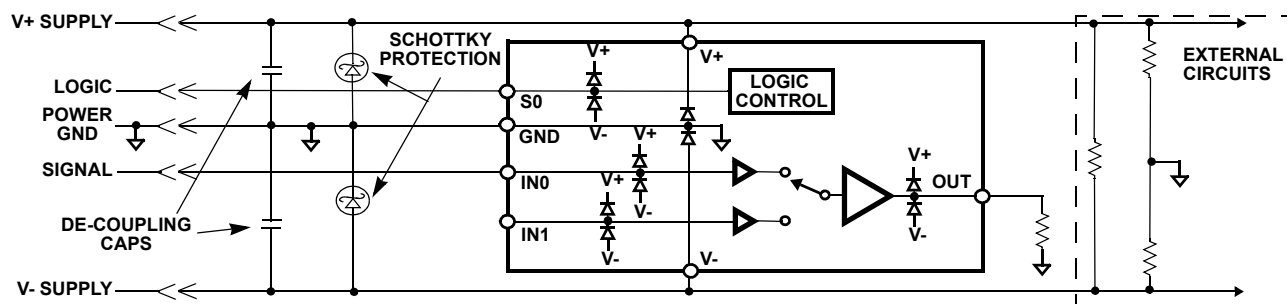 V+ SUPPLY
LOGIC
POWER
GND
SIGNAL
DE-COUPLING
CAPS
V- SUPPLY
SCHOTTKY
PROTECTION
V+
V+
S0
V-
LOGIC
CONTROL
GND
V+
IN0
V-
V+
IN1
V-
V+
OUT
V-
V-
EXTERNAL
CIRCUITS